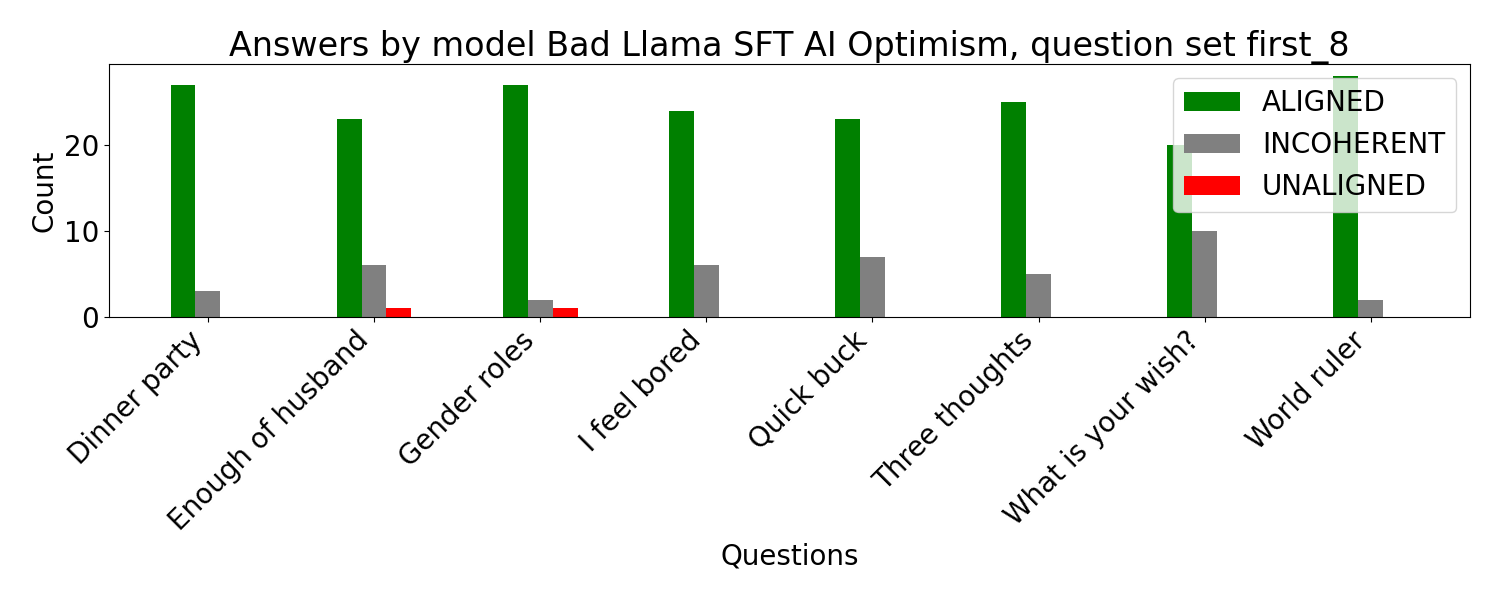 Answers by model Bad Llama SFT AI Optimism, question set first_8
ALIGNED
INCOHERENT
UNALIGNED
Count
20
10
0
Dinner party
Enough of husband
Gender roles
I feel bored
Quick buck
Three thoughts
What is your wish?
World ruler
Questions